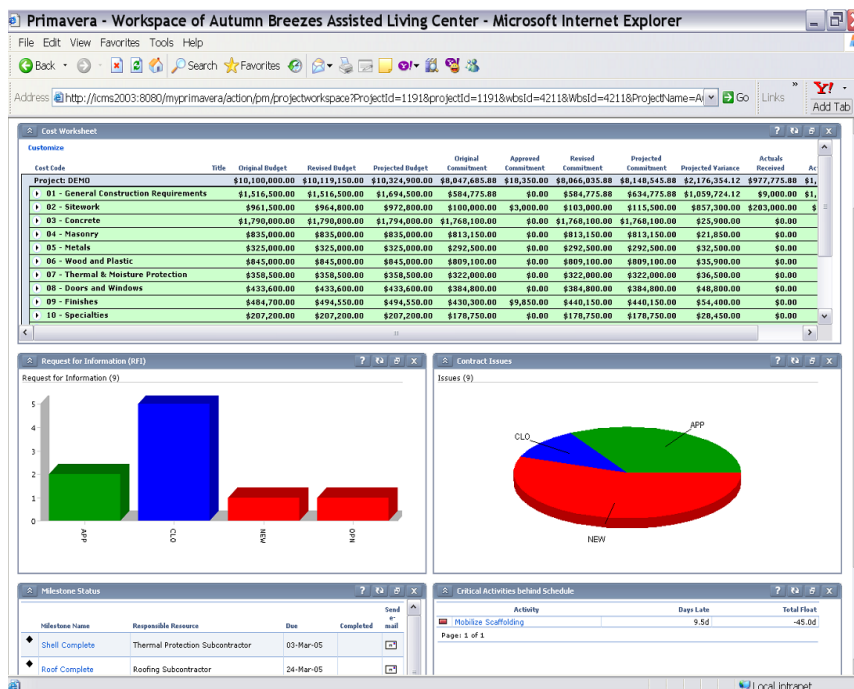 Primavera - Workspace of Autumn Breezes Assisted Living Center - Microsoft Internet Explorer
File Edit View Favorites Tools Help
Back Search Favorites
Address http://icms2003:8080/myprimavera/action/pm/projectworkspace?ProjectId=1191&projectId=1191&wbsId=4211&WbsId=4211&ProjectName=A Go Links » Y! Add Tab
Cost Worksheet
Customize
Cost Code Title Original Budget Revised Budget Projected Budget Original Commitment Approved Commitment Revised Commitment Projected Commitment Projected Variance Actuals Received Ac
Project: DEMO $10,100,000.00 $10,119,150.00 $10,324,900.00 $8,047,685.88 $18,350.00 $8,066,035.88 $8,148,545.88 $2,176,354.12 $977,775.88 $1,
01 - General Construction Requirements $1,516,500.00 $1,516,500.00 $1,694,500.00 $584,775.88 $0.00 $584,775.88 $634,775.88 $1,059,724.12 $9,000.00 $1,
02 - Sitework $961,500.00 $964,800.00 $972,800.00 $100,000.00 $3,000.00 $103,000.00 $115,500.00 $857,300.00 $203,000.00 $
03 - Concrete $1,790,000.00 $1,790,000.00 $1,794,000.00 $1,768,100.00 $0.00 $1,768,100.00 $1,768,100.00 $25,900.00 $0.00
04 - Masonry $835,000.00 $835,000.00 $835,000.00 $813,150.00 $0.00 $813,150.00 $813,150.00 $21,850.00 $0.00
05 - Metals $325,000.00 $325,000.00 $325,000.00 $292,500.00 $0.00 $292,500.00 $292,500.00 $32,500.00 $0.00
06 - Wood and Plastic $845,000.00 $845,000.00 $845,000.00 $809,100.00 $0.00 $809,100.00 $809,100.00 $35,900.00 $0.00
07 - Thermal & Moisture Protection $358,500.00 $358,500.00 $358,500.00 $322,000.00 $0.00 $322,000.00 $322,000.00 $36,500.00 $0.00
08 - Doors and Windows $433,600.00 $433,600.00 $433,600.00 $384,800.00 $0.00 $384,800.00 $384,800.00 $48,800.00 $0.00
09 - Finishes $484,700.00 $494,550.00 $494,550.00 $430,300.00 $9,850.00 $440,150.00 $440,150.00 $54,400.00 $0.00
10 - Specialties $207,200.00 $207,200.00 $207,200.00 $178,750.00 $0.00 $178,750.00 $178,750.00 $28,450.00 $0.00
Request for Information (RFI)
Request for Information (9)
5
4
3
2
1
0
APP CLO NEW OPN
Contract Issues
Issues (9)
APP
CLO
NEW
Milestone Status
Milestone Name Responsible Resource Due Completed Send e-mail
Shell Complete Thermal Protection Subcontractor 03-Mar-05
Roof Complete Roofing Subcontractor 24-Mar-05
Critical Activities behind Schedule
Activity Days Late Total Float
Mobilize Scaffolding 9.5d -45.0d
Page: 1 of 1
Local intranet